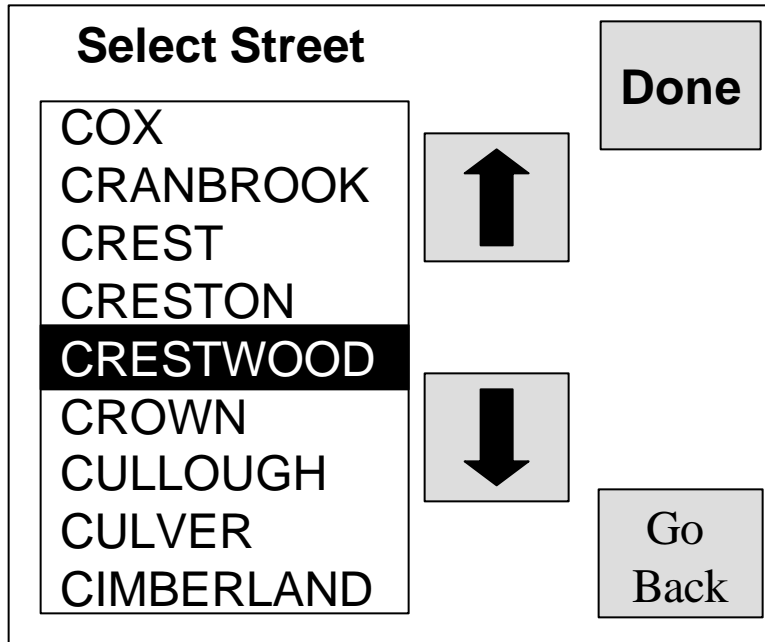 Select Street
Done
COX
CRANBROOK
CREST
CRESTON
CRESTWOOD
CROWN
CULLOUGH
CULVER
CIMBERLAND
Go
Back